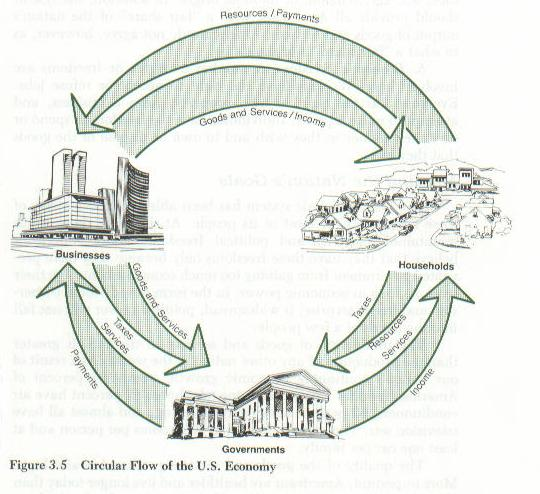 Resources / Payments
Goods and Services / Income
Businesses
Households
Goods and Services
Taxes
Services
Payments
Taxes
Resources
Services
Income
Governments
Figure 3.5 Circular Flow of the U.S. Economy